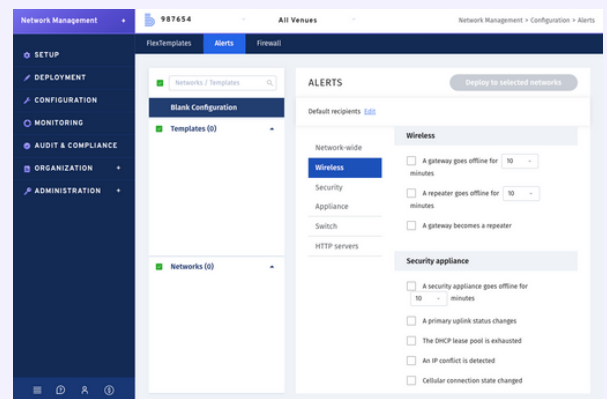 Network Management
987654
All Venues
Network Management > Configuration > Alerts
FlexTemplates
Alerts
Firewall
SETUP
DEPLOYMENT
CONFIGURATION
MONITORING
AUDIT & COMPLIANCE
ORGANIZATION +
ADMINISTRATION +
Networks / Templates
Blank Configuration
Templates (0)
Networks (0)
ALERTS
Deploy to selected networks
Default recipients Edit
Network-wide
Wireless
Security
Appliance
Switch
HTTP servers
Wireless
A gateway goes offline for 10
minutes
A repeater goes offline for 10
minutes
A gateway becomes a repeater
Security appliance
A security appliance goes offline for
10 minutes
A primary uplink status changes
The DHCP lease pool is exhausted
An IP conflict is detected
Cellular connection state changed